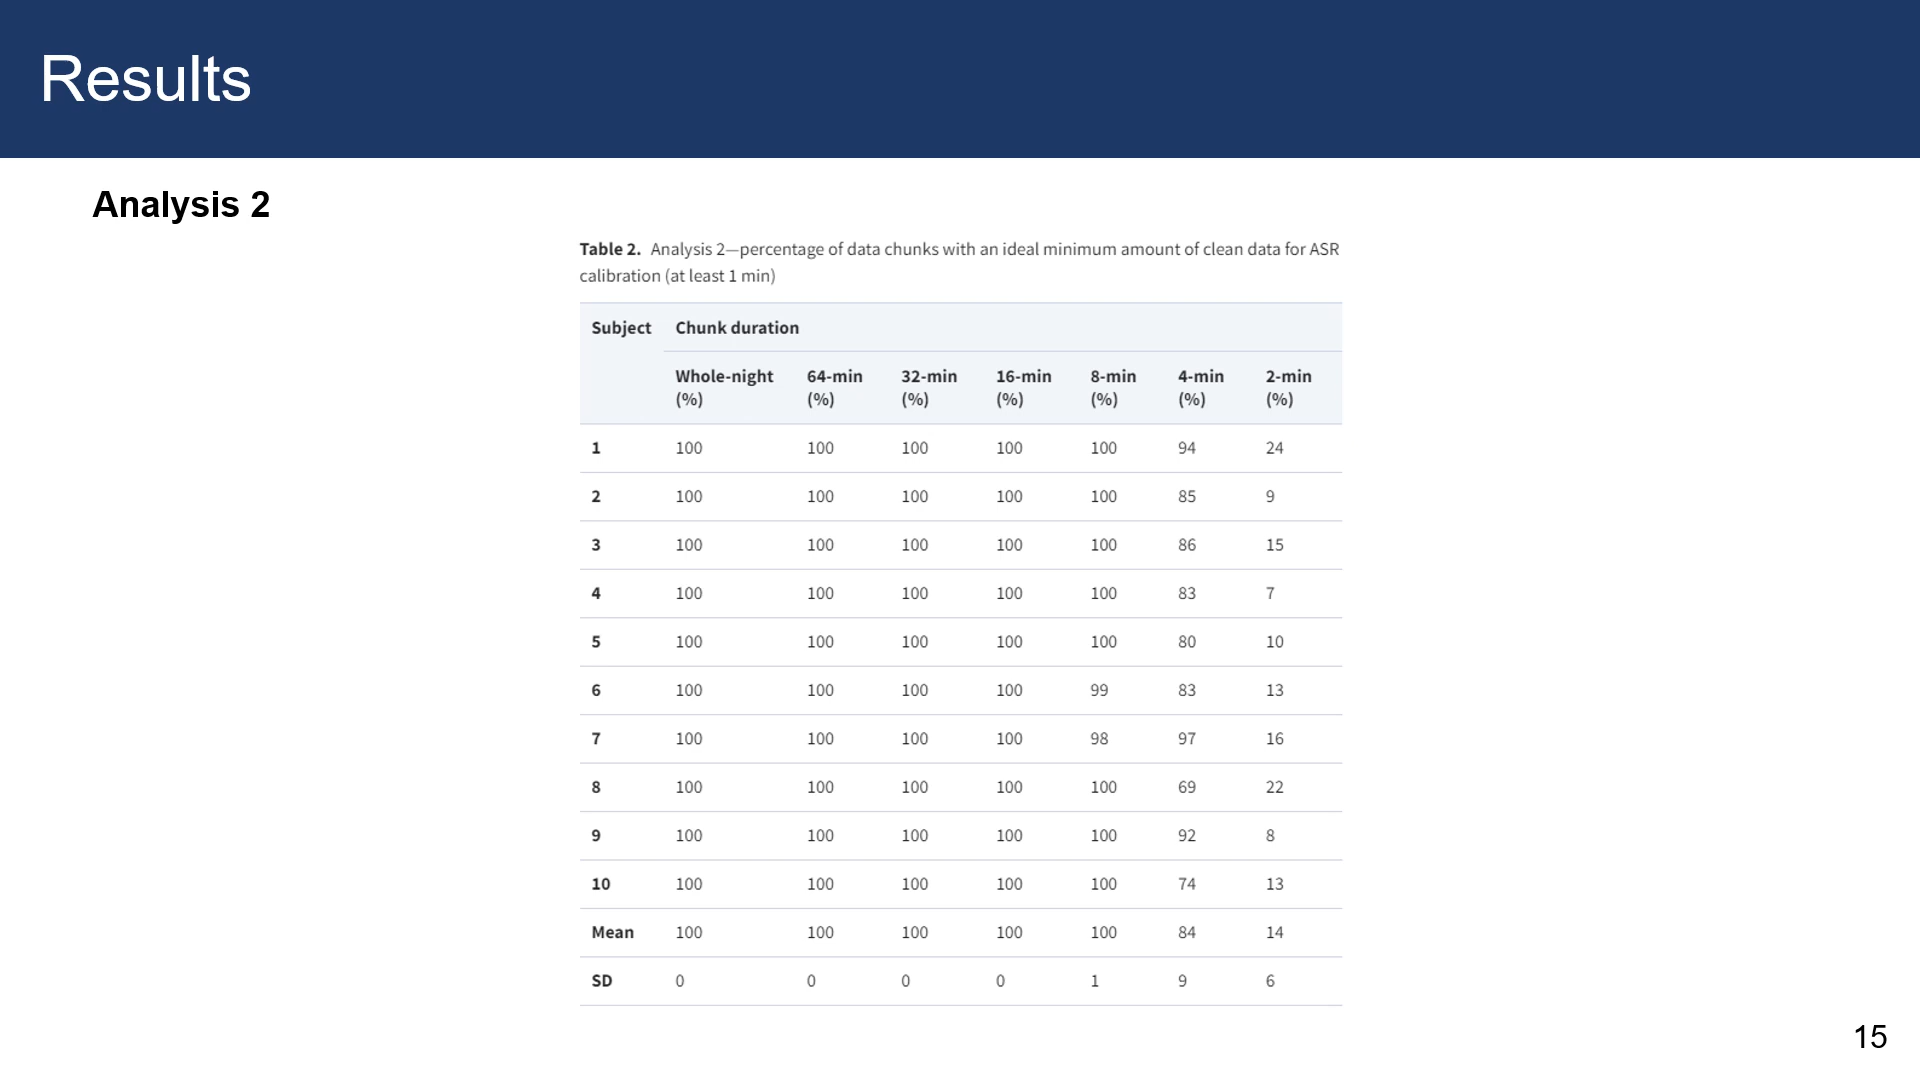 Results
Analysis 2
Table 2. Analysis 2—percentage of data chunks with an ideal minimum amount of clean data for ASR
calibration (at least 1 min)
Subject Chunk duration
Whole-night (%) 64-min (%) 32-min (%) 16-min (%) 8-min (%) 4-min (%) 2-min (%)
1 100 100 100 100 100 94 24
2 100 100 100 100 100 85 9
3 100 100 100 100 100 86 15
4 100 100 100 100 100 83 7
5 100 100 100 100 100 80 10
6 100 100 100 100 99 83 13
7 100 100 100 100 98 97 16
8 100 100 100 100 100 69 22
9 100 100 100 100 100 92 8
10 100 100 100 100 100 74 13
Mean 100 100 100 100 100 84 14
SD 0 0 0 0 1 9 6
15